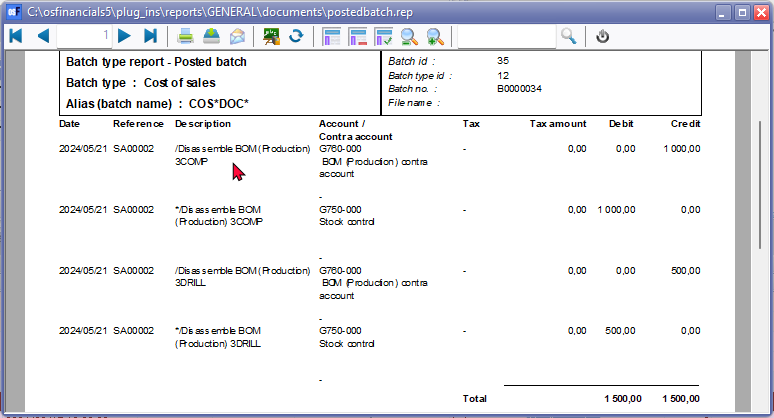 C:\osfinancials5\plug_ins\reports\GENERAL\documents\postedbatch.rep
1
Batch type report - Posted batch
Batch type : Cost of sales
Alias (batch name) : COS*DOC*
Batch id : 35
Batch type id : 12
Batch no. : B0000034
File name :
Date Reference Description Account / Contra account Tax Tax amount Debit Credit
2024/05/21 SA00002 /Disassemble BOM (Production) G760-000 - 0,00 0,00 1 000,00
3COMP BOM (Production) contra
account
-
2024/05/21 SA00002 */Disassemble BOM G750-000 - 0,00 1 000,00 0,00
(Production) 3COMP Stock control
-
2024/05/21 SA00002 /Disassemble BOM (Production) G760-000 - 0,00 0,00 500,00
3DRILL BOM (Production) contra
account
-
2024/05/21 SA00002 */Disassemble BOM G750-000 - 0,00 500,00 0,00
(Production) 3DRILL Stock control
-
Total 1 500,00 1 500,00